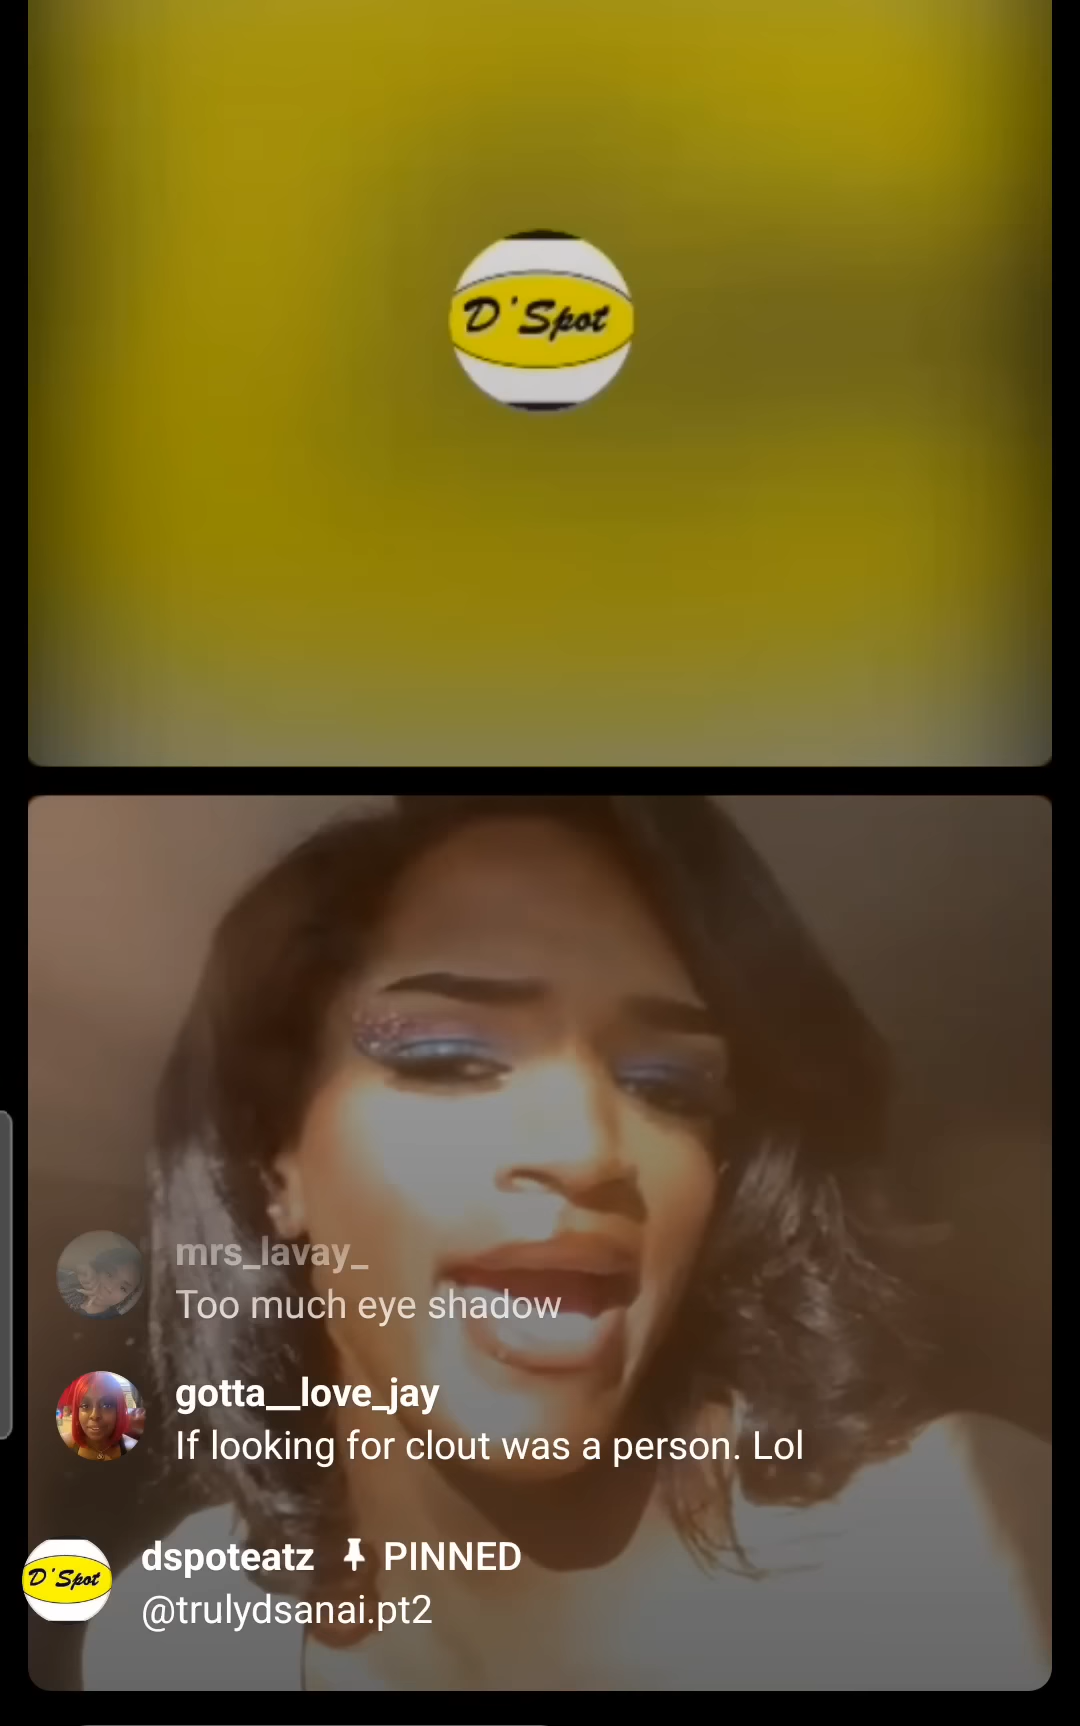 D'Spot
mrs_lavay_
Too much eye shadow
gotta__love_jay
If looking for clout was a person. Lol
dspoteatz PINNED
D'Spot
@trulydsanai.pt2